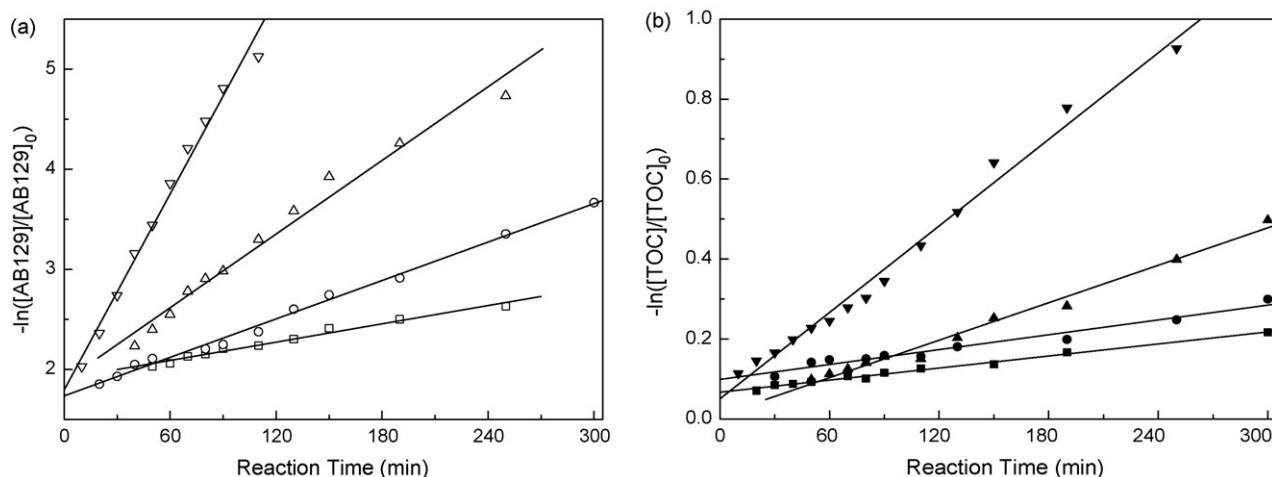 (a)
-ln([AB129]/[AB129]0)
5
4
3
2
0 60 120 180 240 300
Reaction Time (min)
(b)
-ln([TOC]/[TOC]0)
1.0
0.8
0.6
0.4
0.2
0.0
0 60 120 180 240 300
Reaction Time (min)